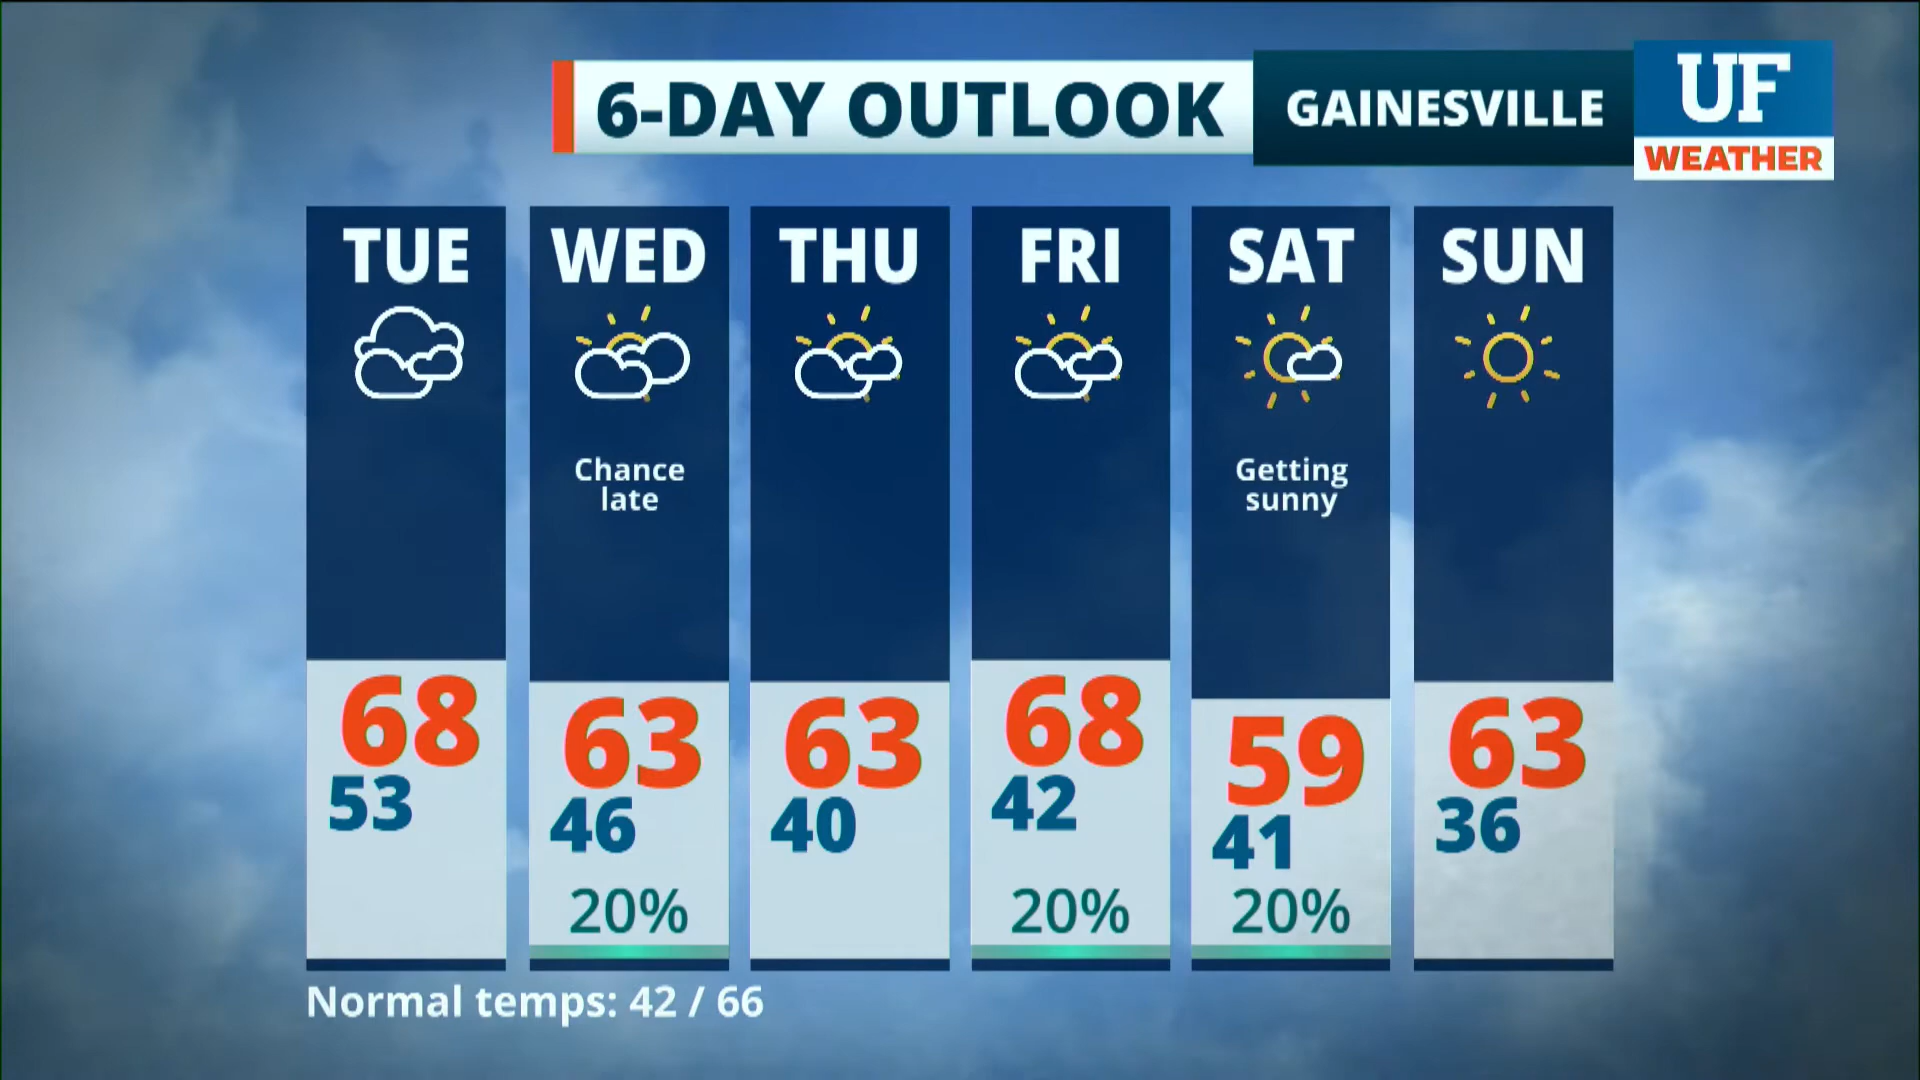 6-DAY OUTLOOK GAINESVILLE UF
WEATHER
TUE WED THU FRI SAT SUN
Chance
late
Getting
sunny
68 63 63 68 59 63
53 46 40 42 41 36
20% 20% 20%
Normal temps: 42 / 66